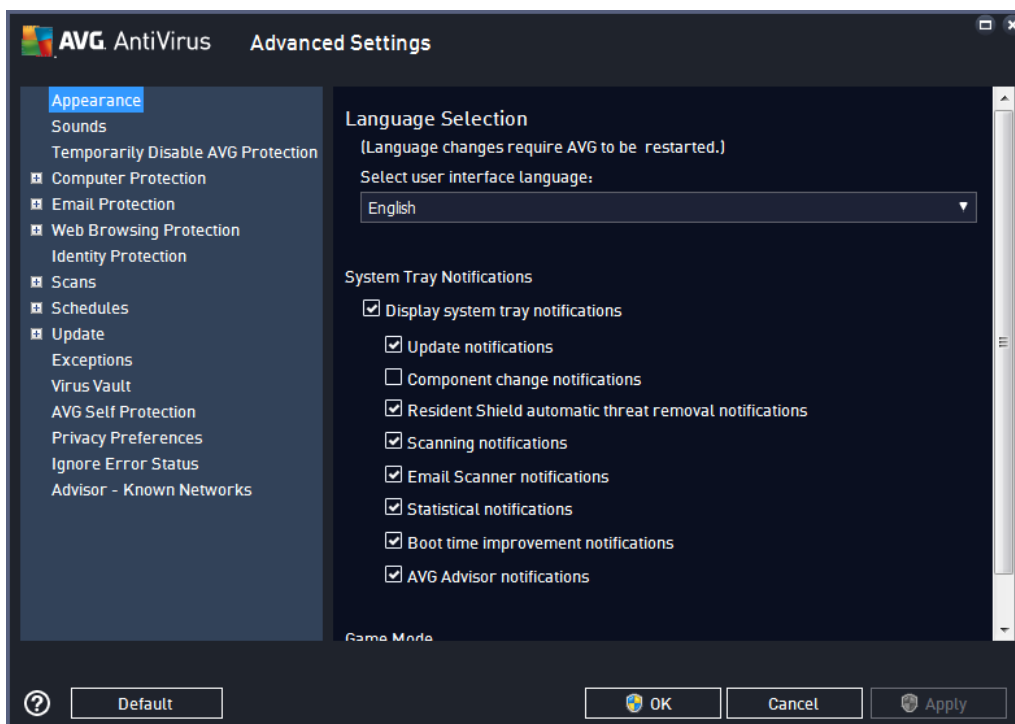 AVG. AntiVirus Advanced Settings
Appearance
Sounds
Temporarily Disable AVG Protection
Computer Protection
Email Protection
Web Browsing Protection
Identity Protection
Scans
Schedules
Update
Exceptions
Virus Vault
AVG Self Protection
Privacy Preferences
Ignore Error Status
Advisor - Known Networks
Language Selection
(Language changes require AVG to be restarted.)
Select user interface language:
English
System Tray Notifications
Display system tray notifications
Update notifications
Component change notifications
Resident Shield automatic threat removal notifications
Scanning notifications
Email Scanner notifications
Statistical notifications
Boot time improvement notifications
AVG Advisor notifications
Game Mode
? Default OK Cancel Apply